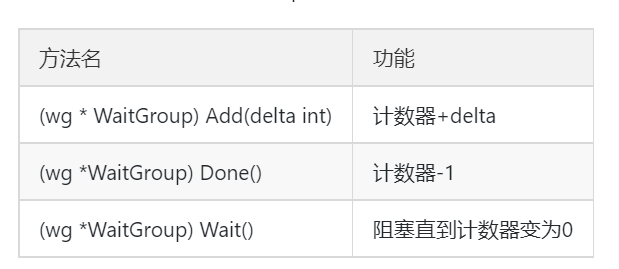 方法名 功能
(wg * WaitGroup) Add(delta int) 计数器+delta
(wg *WaitGroup) Done() 计数器-1
(wg *WaitGroup) Wait() 阻塞直到计数器变为0